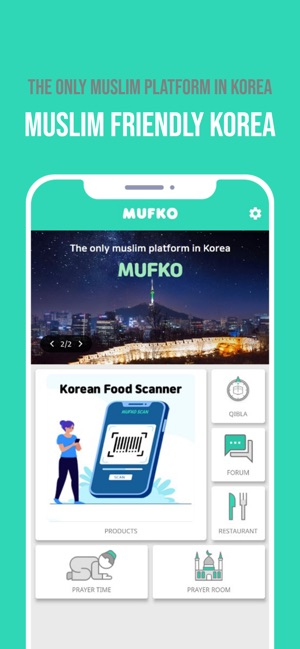 THE ONLY MUSLIM PLATFORM IN KOREA
MUSLIM FRIENDLY KOREA
MUFKO
The only muslim platform in Korea
MUFKO
2/2
Korean Food Scanner
MUFKO SCAN
SCAN
PRODUCTS
QIBLA
FORUM
RESTAURANT
PRAYER TIME
PRAYER ROOM